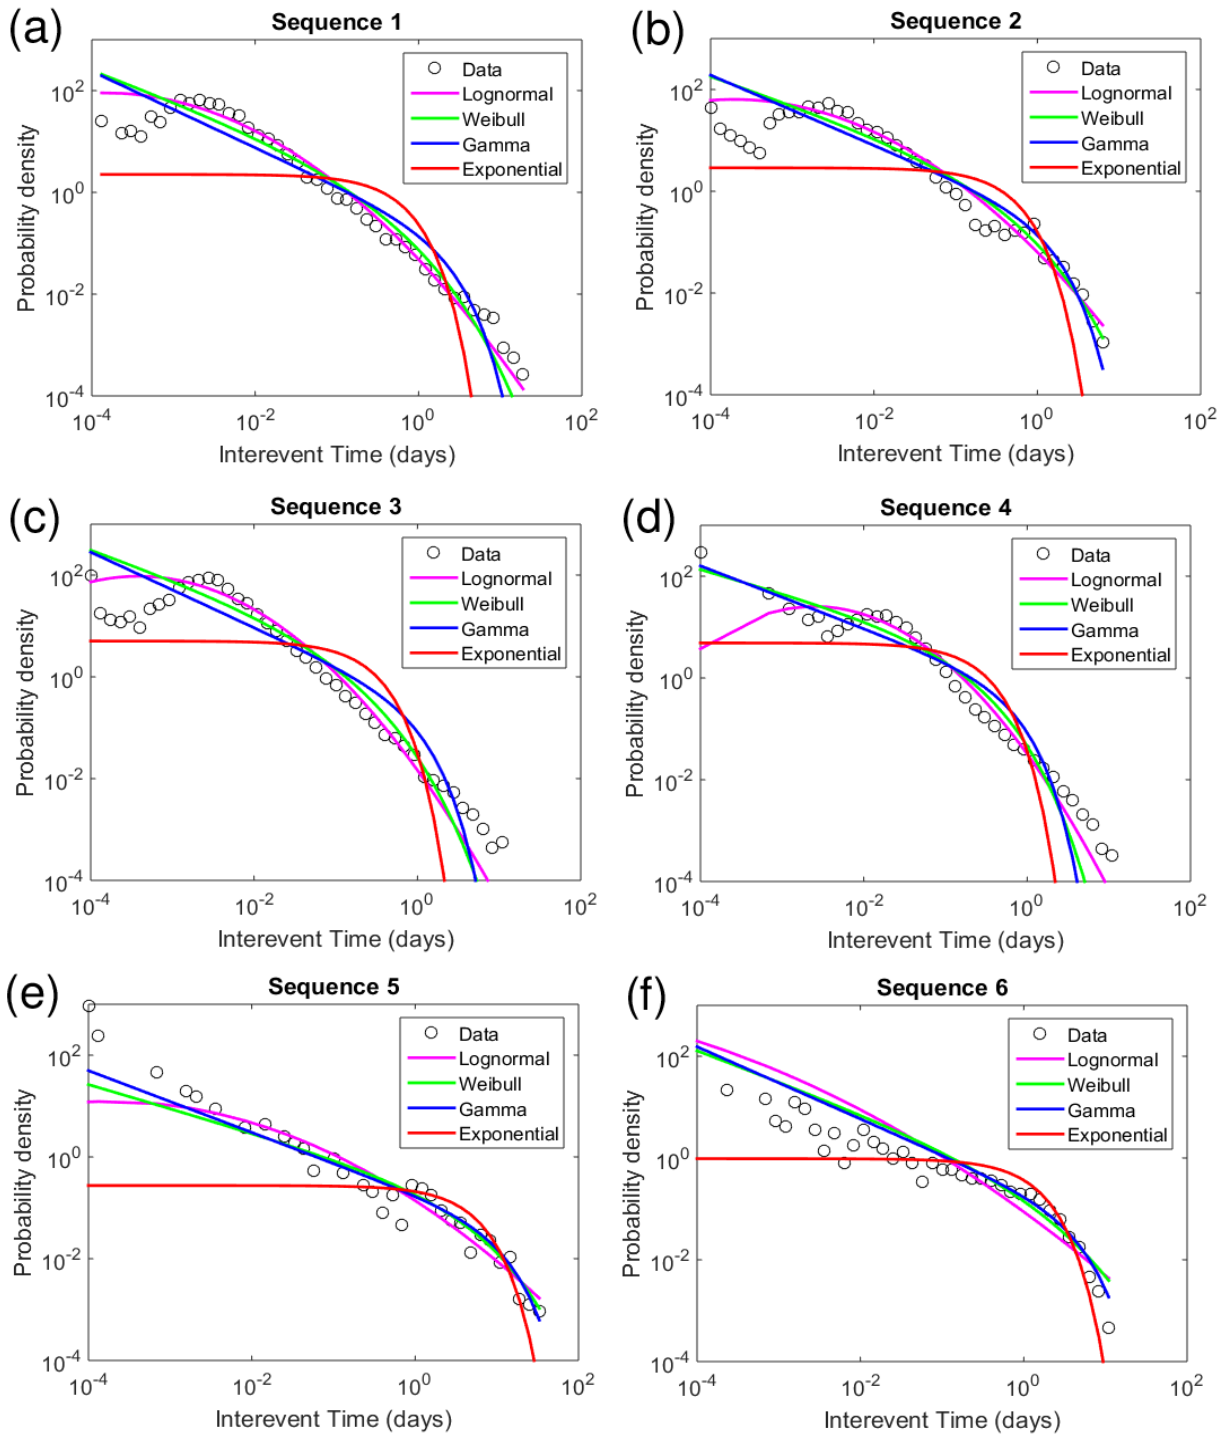 (a)
Sequence 1
Data
Lognormal
Weibull
Gamma
Exponential
10^2
10^0
10^-2
10^-4
Probability density
10^-4 10^-2 10^0 10^2
Interevent Time (days)
(b)
Sequence 2
Data
Lognormal
Weibull
Gamma
Exponential
10^2
10^0
10^-2
10^-4
Probability density
10^-4 10^-2 10^0 10^2
Interevent Time (days)
(c)
Sequence 3
Data
Lognormal
Weibull
Gamma
Exponential
10^2
10^0
10^-2
10^-4
Probability density
10^-4 10^-2 10^0 10^2
Interevent Time (days)
(d)
Sequence 4
Data
Lognormal
Weibull
Gamma
Exponential
10^2
10^0
10^-2
10^-4
Probability density
10^-4 10^-2 10^0 10^2
Interevent Time (days)
(e)
Sequence 5
Data
Lognormal
Weibull
Gamma
Exponential
10^2
10^0
10^-2
10^-4
Probability density
10^-4 10^-2 10^0 10^2
Interevent Time (days)
(f)
Sequence 6
Data
Lognormal
Weibull
Gamma
Exponential
10^2
10^0
10^-2
10^-4
Probability density
10^-4 10^-2 10^0 10^2
Interevent Time (days)